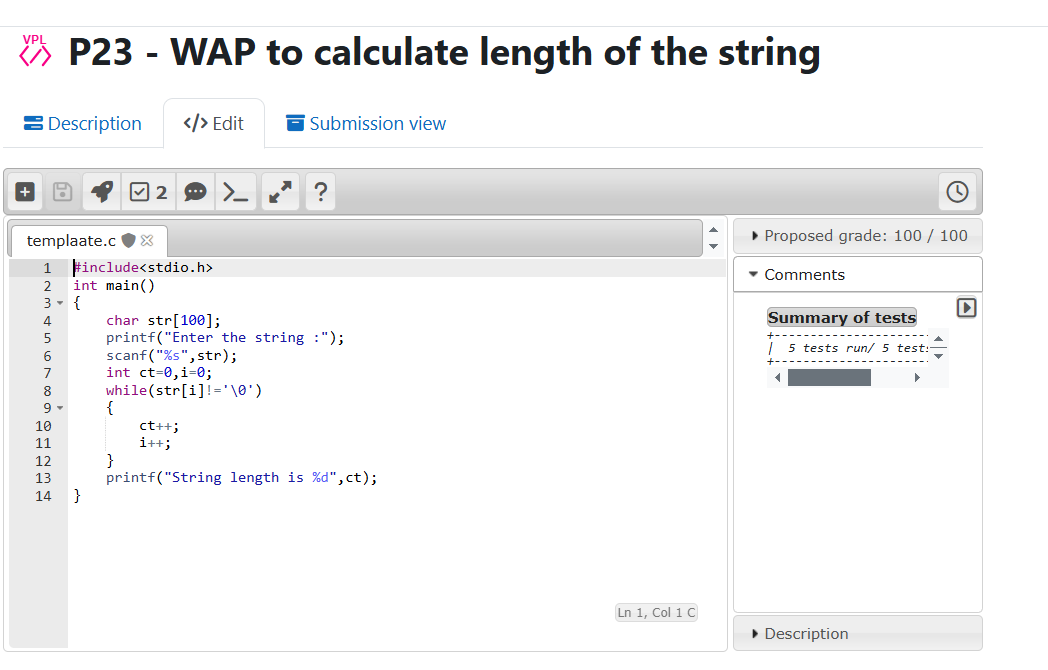 VPL
P23 - WAP to calculate length of the string
Description
Edit
Submission view
2
?
templaate.c
Proposed grade: 100 / 100
Comments
Summary of tests
+----------------------
|  5 tests run/ 5 test
+----------------------
1 #include<stdio.h>
2 int main()
3 {
4     char str[100];
5     printf("Enter the string :");
6     scanf("%s",str);
7     int ct=0,i=0;
8     while(str[i]!='\0')
9     {
10         ct++;
11         i++;
12     }
13     printf("String length is %d",ct);
14 }
Ln 1, Col 1 C
Description